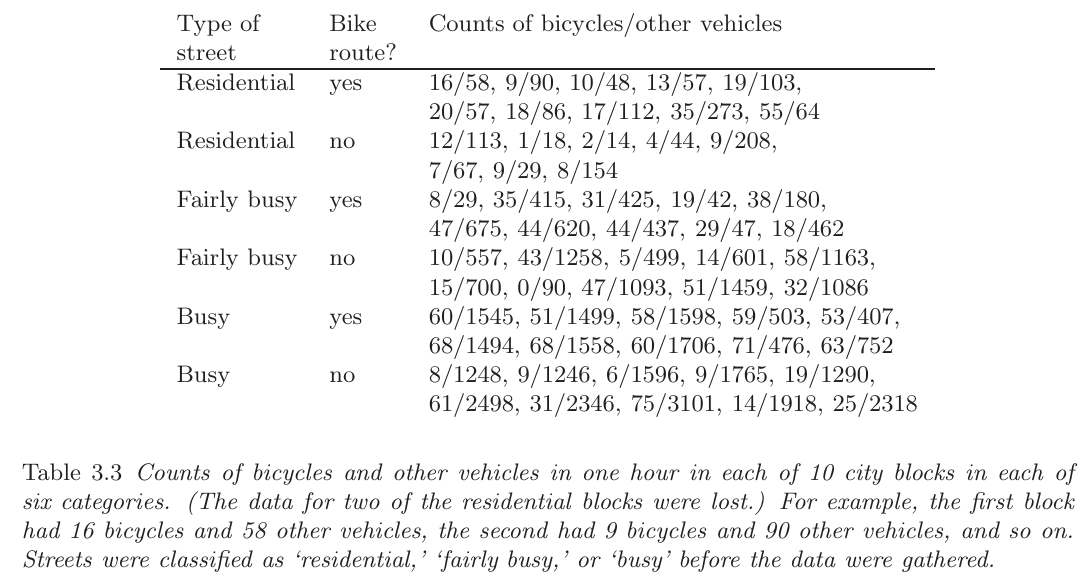 Type of Bike Counts of bicycles/other vehicles
street route?
Residential yes 16/58, 9/90, 10/48, 13/57, 19/103,
20/57, 18/86, 17/112, 35/273, 55/64
Residential no 12/113, 1/18, 2/14, 4/44, 9/208,
7/67, 9/29, 8/154
Fairly busy yes 8/29, 35/415, 31/425, 19/42, 38/180,
47/675, 44/620, 44/437, 29/47, 18/462
Fairly busy no 10/557, 43/1258, 5/499, 14/601, 58/1163,
15/700, 0/90, 47/1093, 51/1459, 32/1086
Busy yes 60/1545, 51/1499, 58/1598, 59/503, 53/407,
68/1494, 68/1558, 60/1706, 71/476, 63/752
Busy no 8/1248, 9/1246, 6/1596, 9/1765, 19/1290,
61/2498, 31/2346, 75/3101, 14/1918, 25/2318
Table 3.3 Counts of bicycles and other vehicles in one hour in each of 10 city blocks in each of
six categories. (The data for two of the residential blocks were lost.) For example, the first block
had 16 bicycles and 58 other vehicles, the second had 9 bicycles and 90 other vehicles, and so on.
Streets were classified as ‘residential,’ ‘fairly busy,’ or ‘busy’ before the data were gathered.